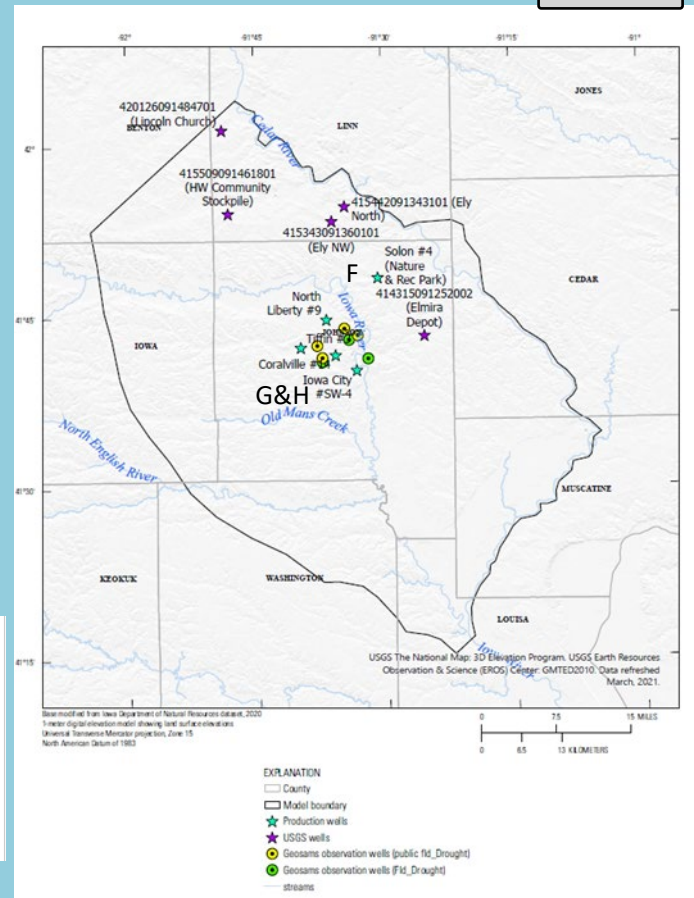 -92°
-91°45
-91°30
-91°15
-91°
JONES
420126091484701
(Lipcoln Church)
BENTON
LINN
Cedar River
42°
415509091461801
(HW Community
Stockpile)
415442091343101 (Ely
North)
415343091360101
(Ely NW)
Solon #4
(Nature
& Rec Park)
F
CEDAR
414315091252002
(Elmira
Depot)
North
Liberty #9
Iowa River
41°45
JOHNSON
Tiffin #
IOWA
Coralville #14
Iowa City
#SW-4
G&H
Old Mans Creek
North English River
41°30
MUSCATINE
KEOKUK
WASHINGTON
LOUISA
41°15
Iowa River
USGS The National Map: 3D Elevation Program. USGS Earth Resources
Observation & Science (EROS) Center: GMTED2010. Data refreshed
March, 2021.
Base modified from Iowa Department of Natural Resources dataset, 2020
1-meter digital elevation model showing land surface elevations
Universal Transverse Mercator projection, Zone 15
North American Datum of 1983
0 7.5 15 MILES
0 6.5 13 KILOMETERS
EXPLANATION
County
Model boundary
Production wells
USGS wells
Geosams observation wells (public fld_Drought)
Geosams observation wells (Fld_Drought)
streams